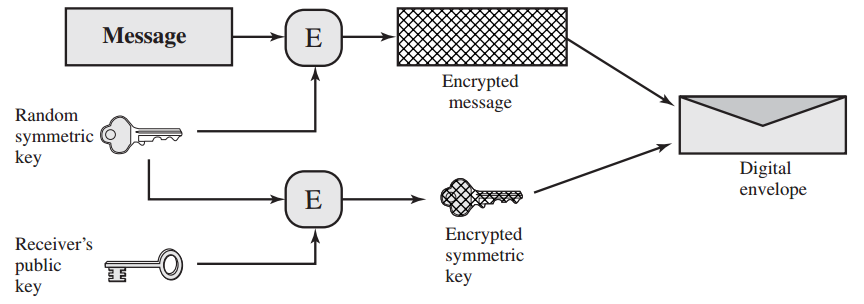 Message
E
Encrypted
message
Random
symmetric
key
Digital
envelope
E
Receiver's
public
key
Encrypted
symmetric
key